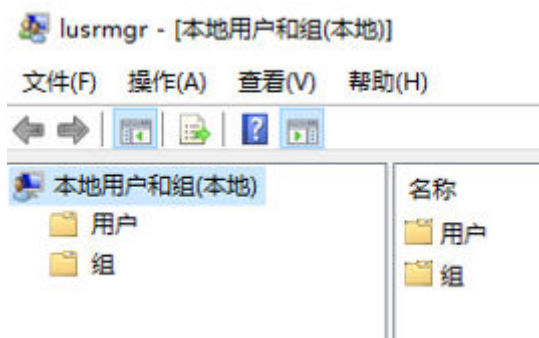 lusrmgr - [本地用户和组(本地)]
文件(F) 操作(A) 查看(V) 帮助(H)
本地用户和组(本地)
用户
组
名称
用户
组